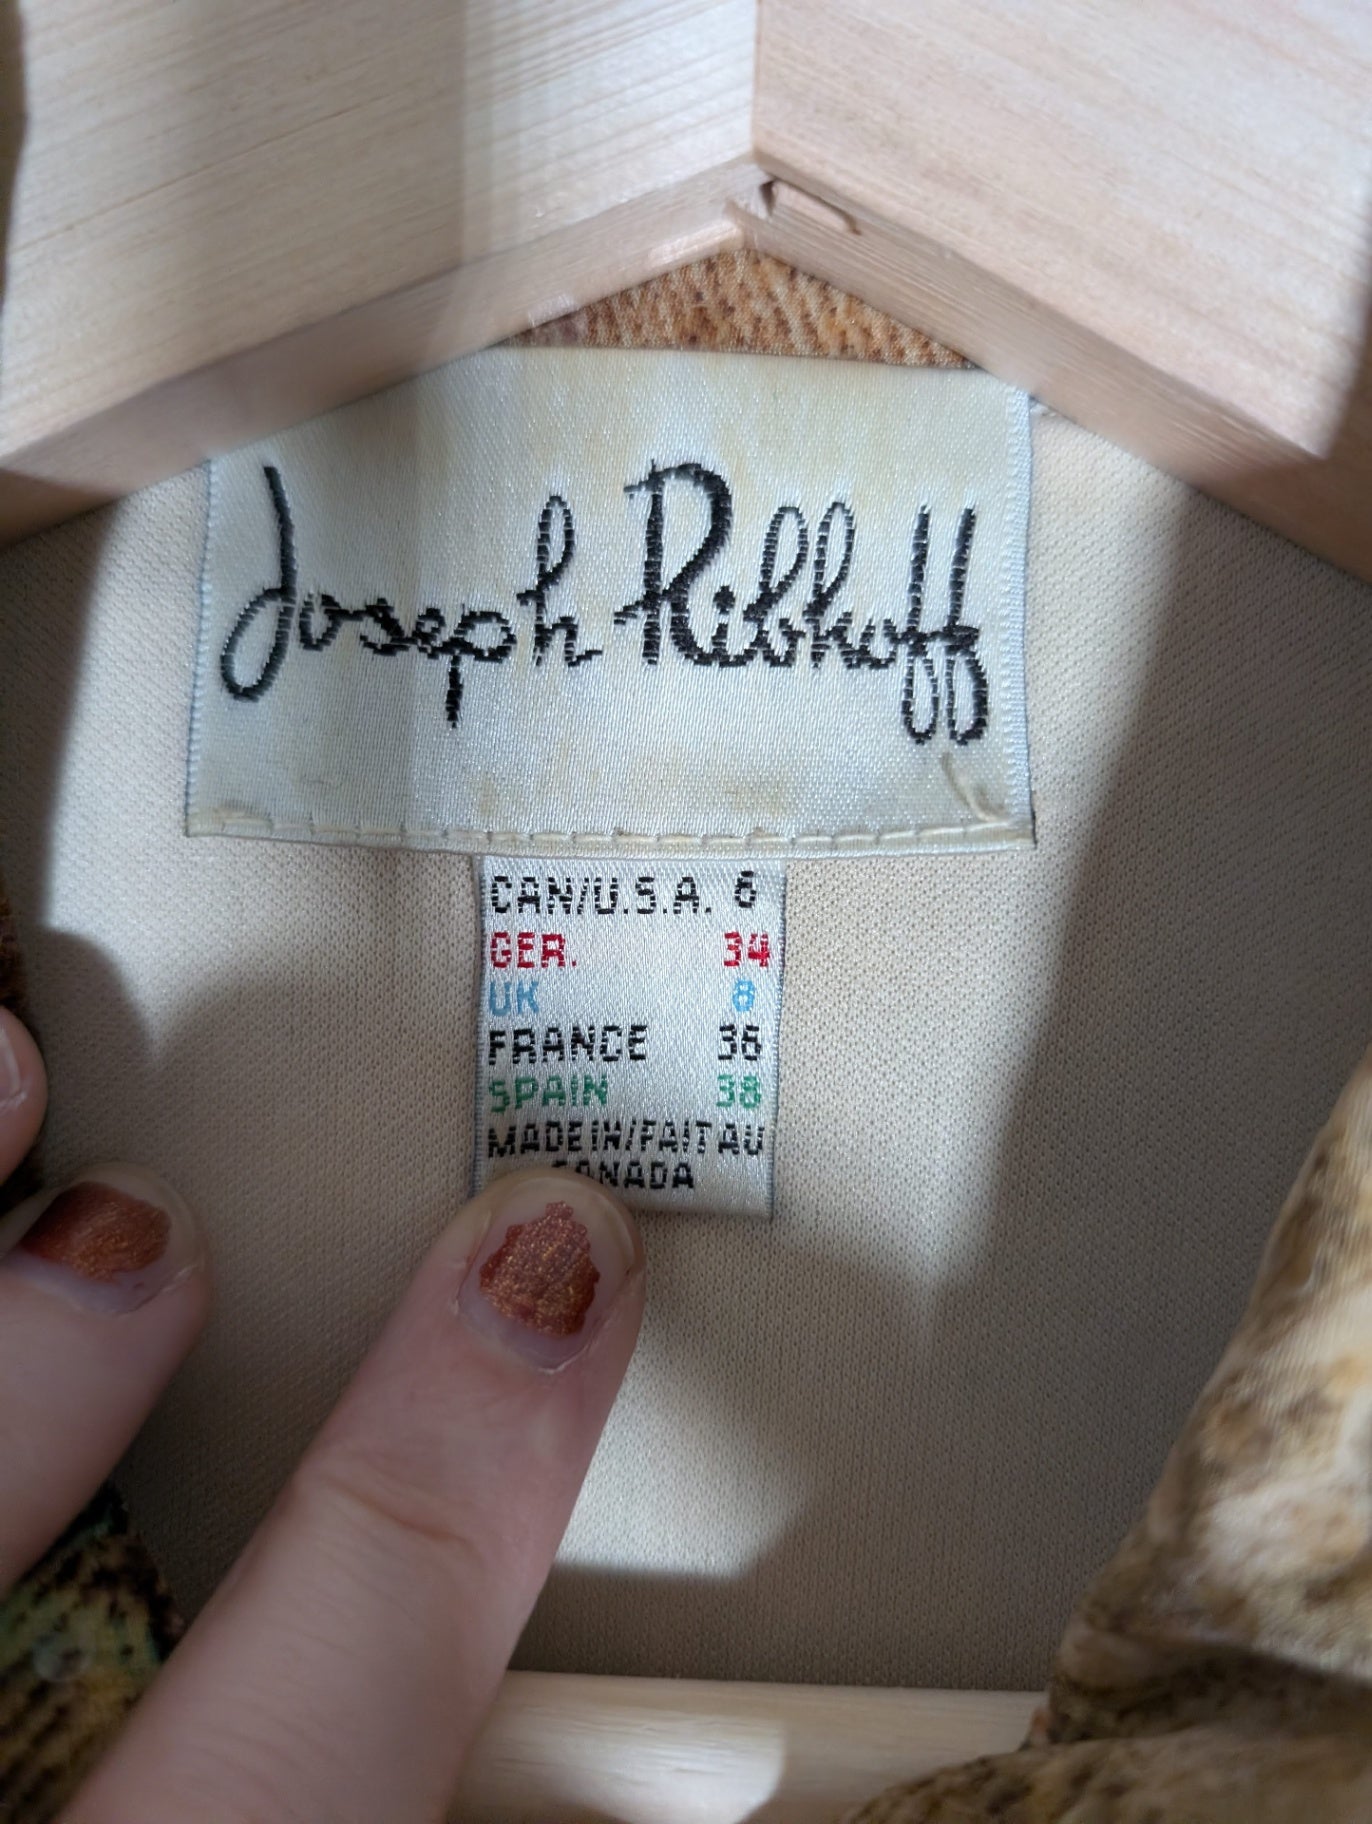 Joseph Ribkoff
CAN/U.S.A. 6
GER. 34
UK 8
FRANCE 36
SPAIN 38
MADE IN/FAIT AU
CANADA